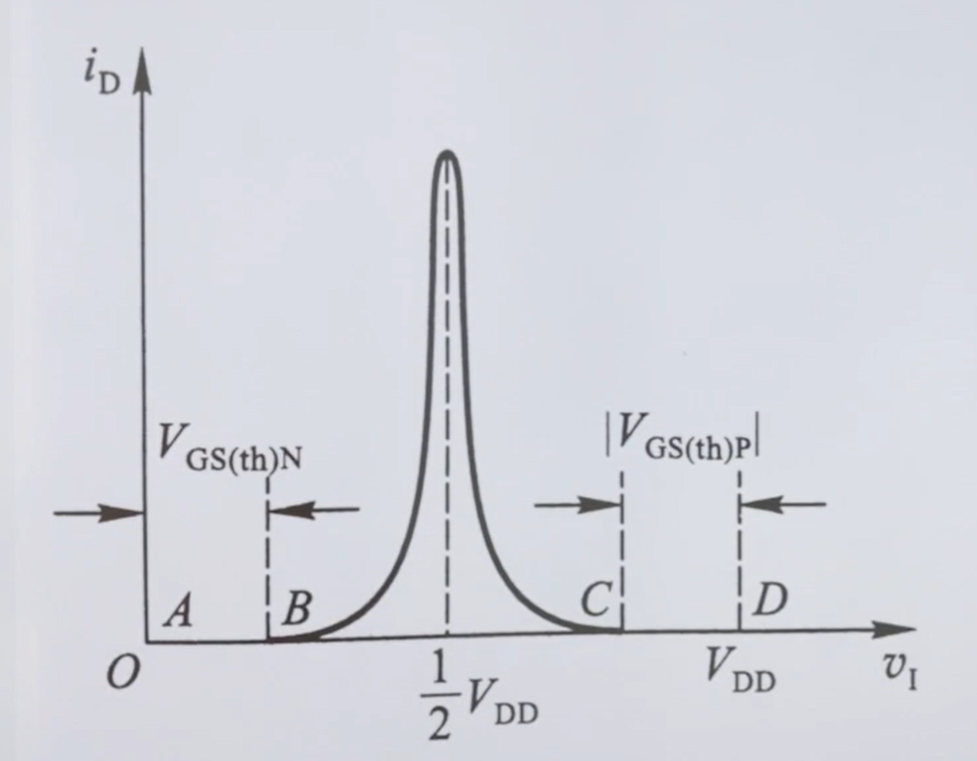 i_D
V_GS(th)N
|V_GS(th)P|
A
B
C
D
O
1/2 V_DD
V_DD
v_I